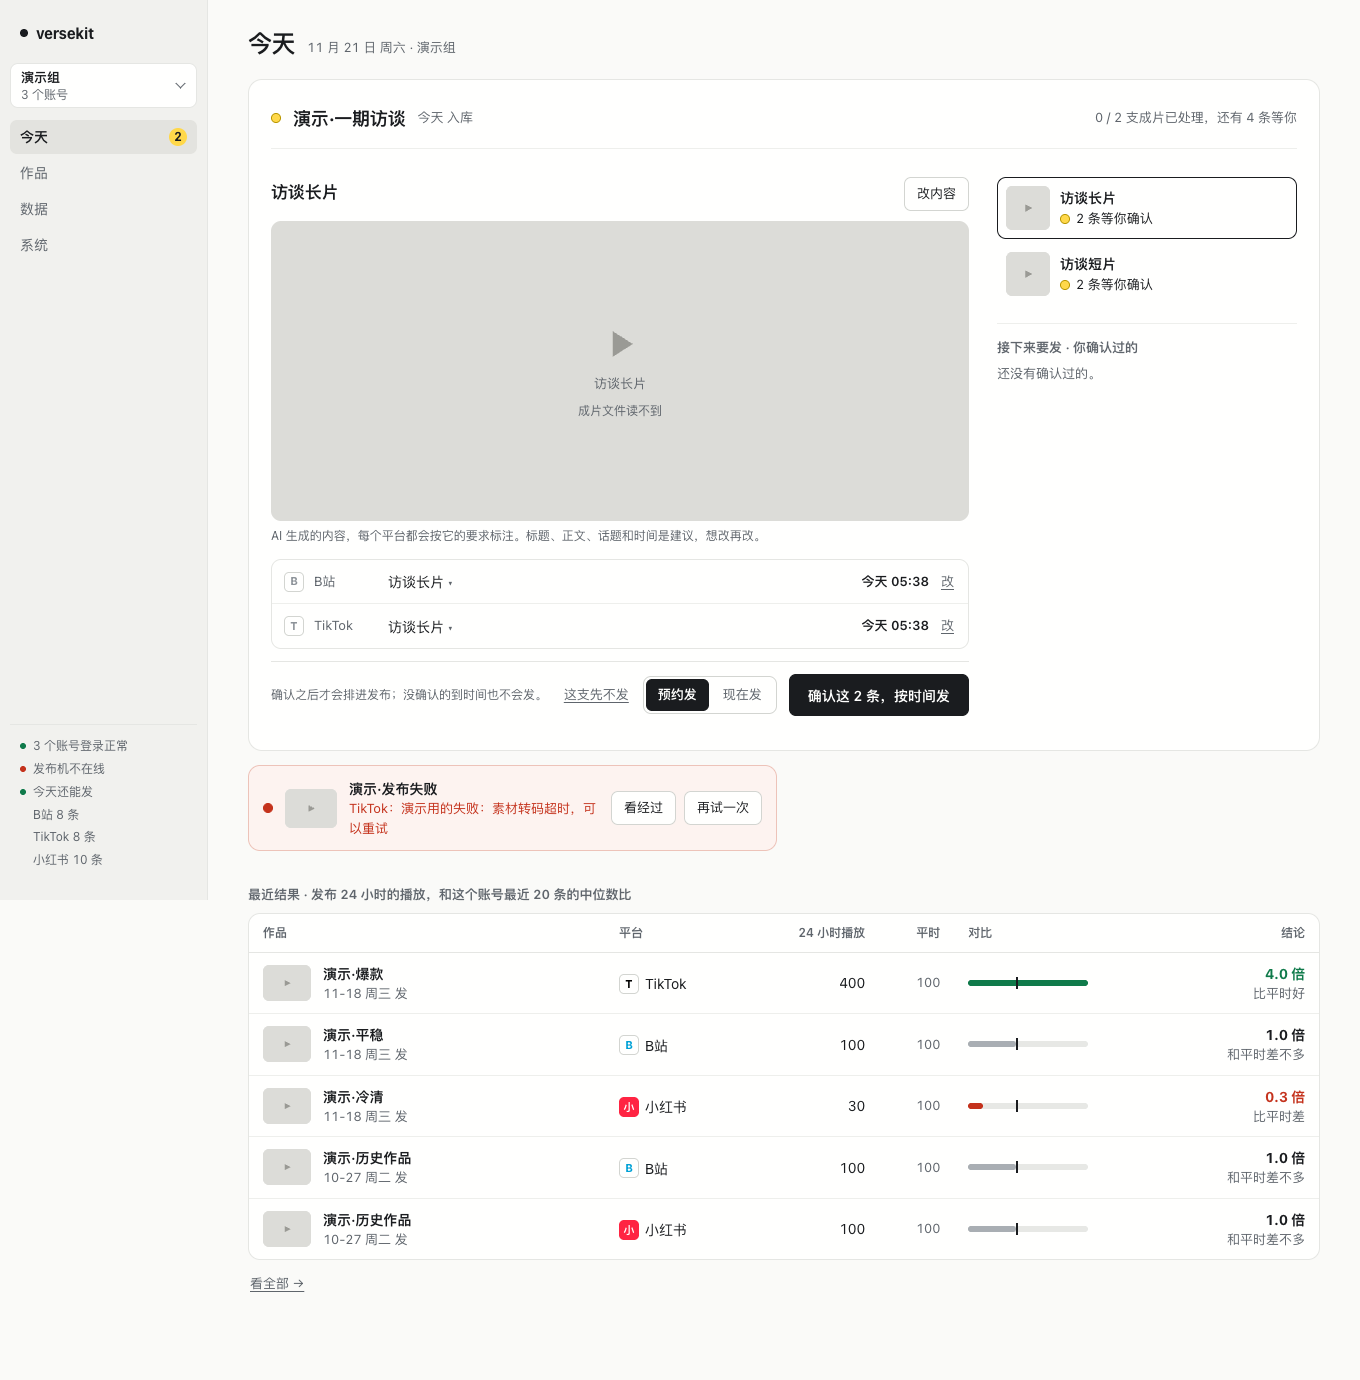 versekit
演示组
3 个账号
今天
2
作品
数据
系统
3 个账号登录正常
发布机不在线
今天还能发
B站 8 条
TikTok 8 条
小红书 10 条
今天
11 月 21 日 周六 · 演示组
演示·一期访谈
今天 入库
0 / 2 支成片已处理，还有 4 条等你
访谈长片
改内容
访谈长片
成片文件读不到
AI 生成的内容，每个平台都会按它的要求标注。标题、正文、话题和时间是建议，想改再改。
B B站 访谈长片 ▾ 今天 05:38 改
T TikTok 访谈长片 ▾ 今天 05:38 改
确认之后才会排进发布；没确认的到时间也不会发。 这支先不发 预约发 现在发 确认这 2 条，按时间发
访谈长片
2 条等你确认
访谈短片
2 条等你确认
接下来要发 · 你确认过的
还没有确认过的。
演示·发布失败
TikTok：演示用的失败：素材转码超时，可
以重试
看经过
再试一次
最近结果 · 发布 24 小时的播放，和这个账号最近 20 条的中位数比
作品 平台 24 小时播放 平时 对比 结论
演示·爆款
11-18 周三 发
T TikTok 400 100
4.0 倍
比平时好
演示·平稳
11-18 周三 发
B B站 100 100
1.0 倍
和平时差不多
演示·冷清
11-18 周三 发
小 小红书 30 100
0.3 倍
比平时差
演示·历史作品
10-27 周二 发
B B站 100 100
1.0 倍
和平时差不多
演示·历史作品
10-27 周二 发
小 小红书 100 100
1.0 倍
和平时差不多
看全部 →